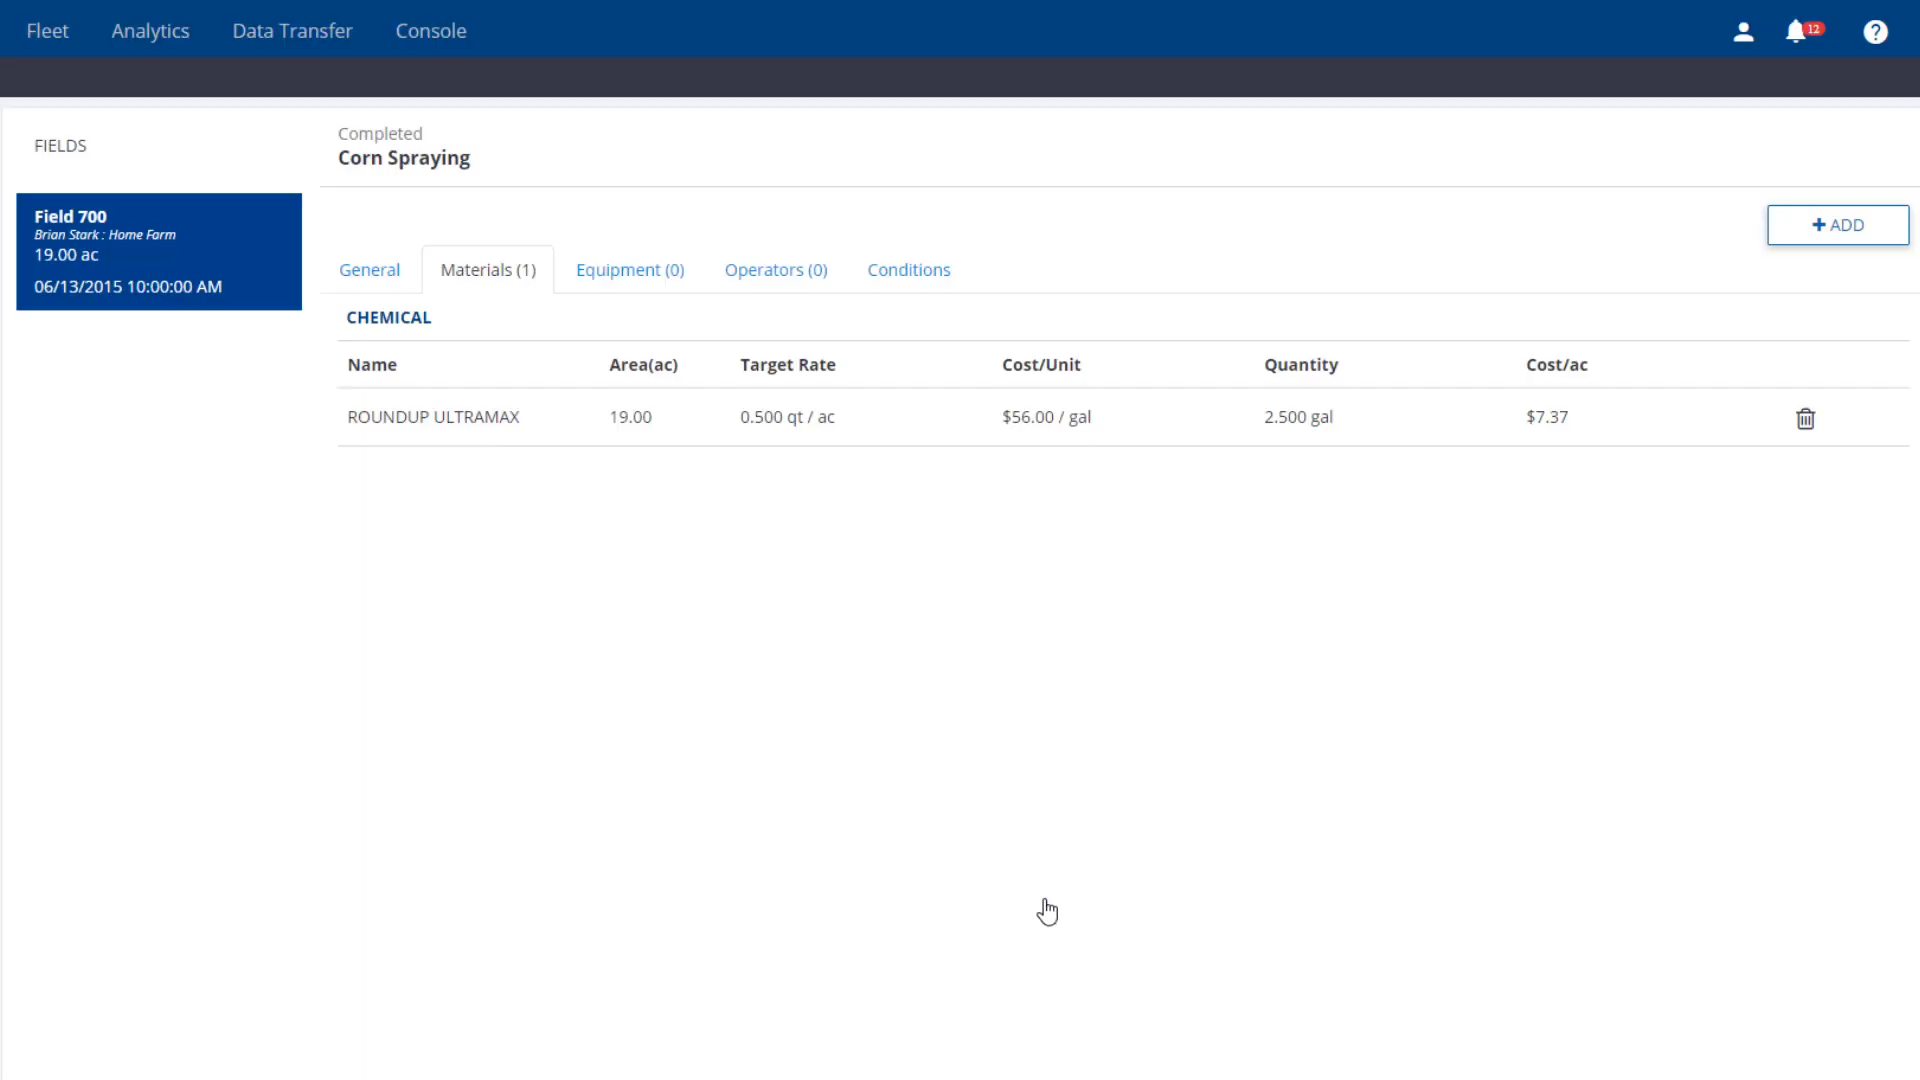 Fleet Analytics Data Transfer Console 12 ?
FIELDS
Field 700
Brian Stark : Home Farm
19.00 ac
06/13/2015 10:00:00 AM
Completed
Corn Spraying
+ ADD
General Materials (1) Equipment (0) Operators (0) Conditions
CHEMICAL
Name Area(ac) Target Rate Cost/Unit Quantity Cost/ac
ROUNDUP ULTRAMAX 19.00 0.500 qt / ac $56.00 / gal 2.500 gal $7.37